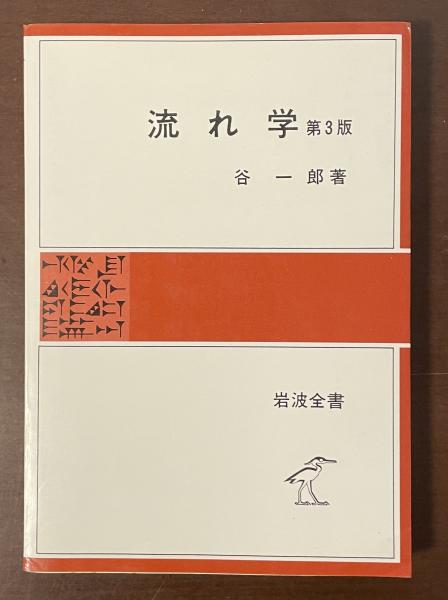 流れ学 第3版
谷一郎著
岩波全書